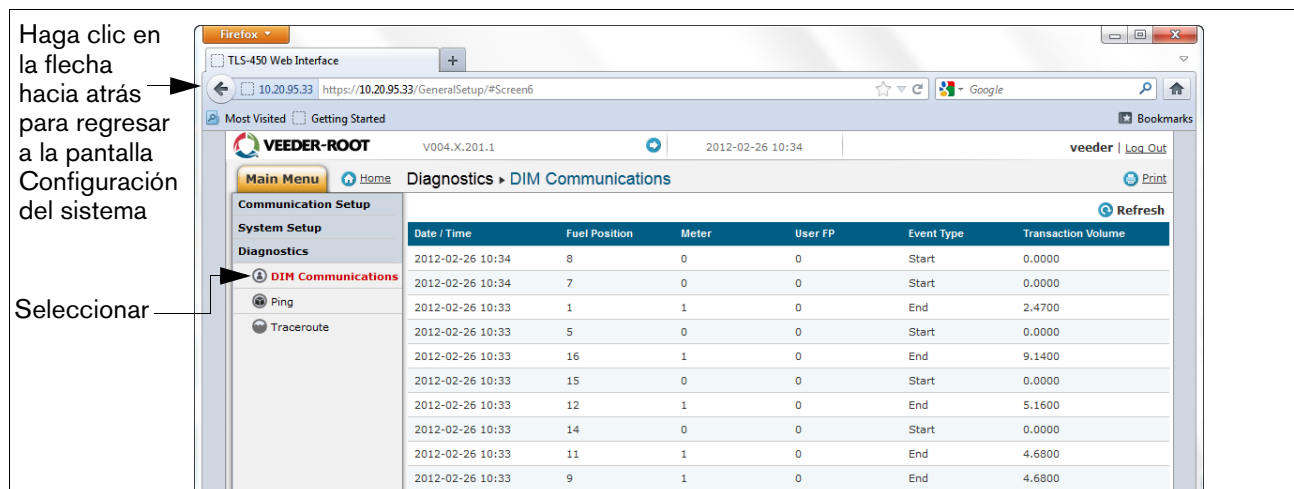 Haga clic en
la flecha
hacia atrás
para regresar
a la pantalla
Configuración
del sistema
Seleccionar
Firefox
TLS-450 Web Interface
10.20.95.33 https://10.20.95.33/GeneralSetup/#Screen6
Google
Most Visited Getting Started
Bookmarks
VEEDER-ROOT V004.X.201.1 2012-02-26 10:34 veeder | Log Out
Main Menu Home Diagnostics ▸ DIM Communications Print
Communication Setup
System Setup
Diagnostics
DIM Communications
Ping
Traceroute
Refresh
Date / Time Fuel Position Meter User FP Event Type Transaction Volume
2012-02-26 10:34 8 0 0 Start 0.0000
2012-02-26 10:34 7 0 0 Start 0.0000
2012-02-26 10:33 1 1 0 End 2.4700
2012-02-26 10:33 5 0 0 Start 0.0000
2012-02-26 10:33 16 1 0 End 9.1400
2012-02-26 10:33 15 0 0 Start 0.0000
2012-02-26 10:33 12 1 0 End 5.1600
2012-02-26 10:33 14 0 0 Start 0.0000
2012-02-26 10:33 11 1 0 End 4.6800
2012-02-26 10:33 9 1 0 End 4.6800